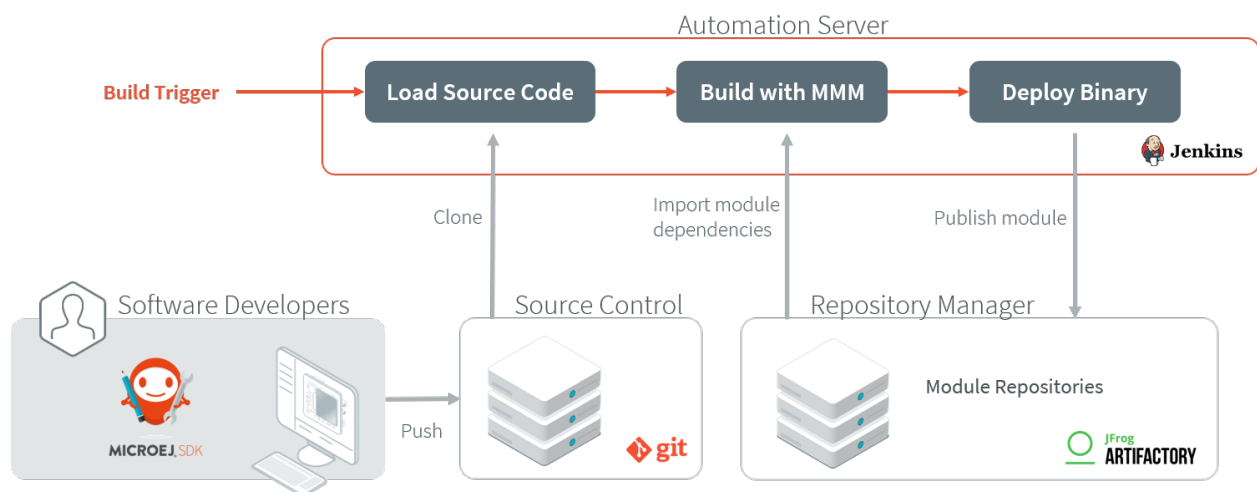 Automation Server
Build Trigger
Load Source Code
Build with MMM
Deploy Binary
Jenkins
Clone
Import module
dependencies
Publish module
Software Developers
Source Control
Repository Manager
MICROEJ SDK
Push
git
Module Repositories
JFrog
ARTIFACTORY